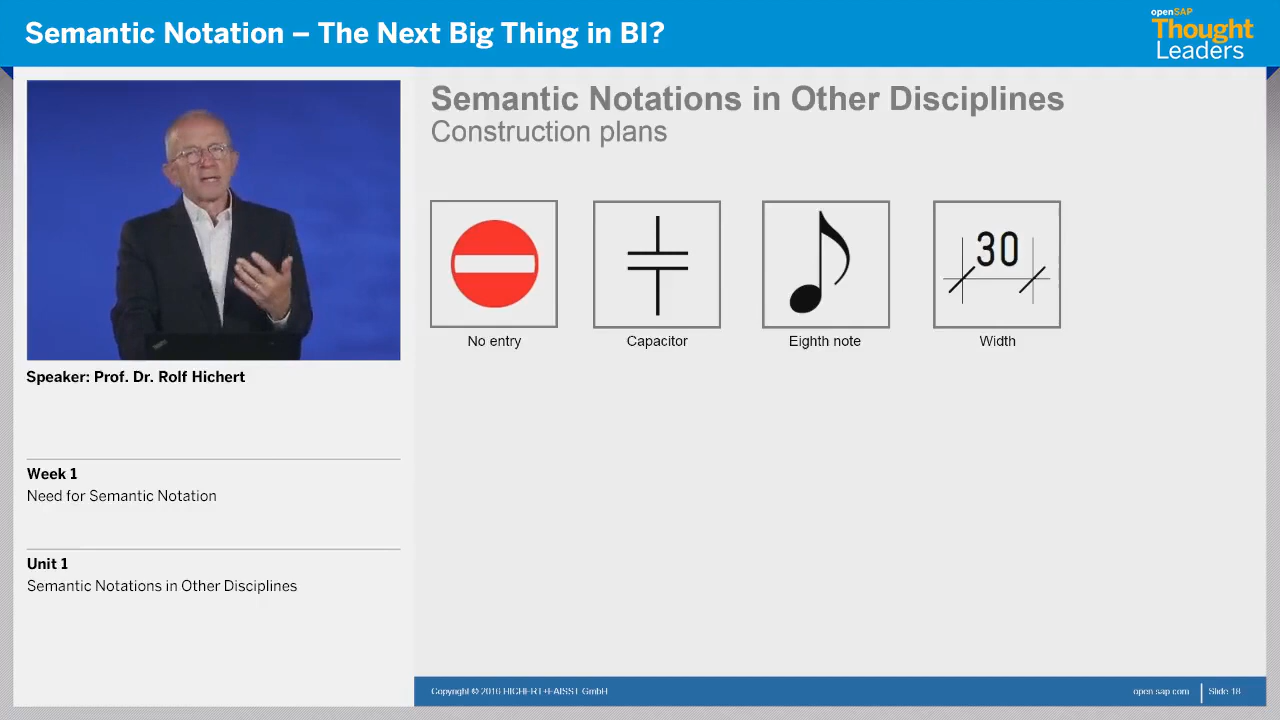 Semantic Notation – The Next Big Thing in BI?
openSAP
Thought
Leaders
Semantic Notations in Other Disciplines
Construction plans
30
No entry
Capacitor
Eighth note
Width
Speaker: Prof. Dr. Rolf Hichert
Week 1
Need for Semantic Notation
Unit 1
Semantic Notations in Other Disciplines
Copyright © 2016 HICHERT+FAISST GmbH
open.sap.com
Slide 18